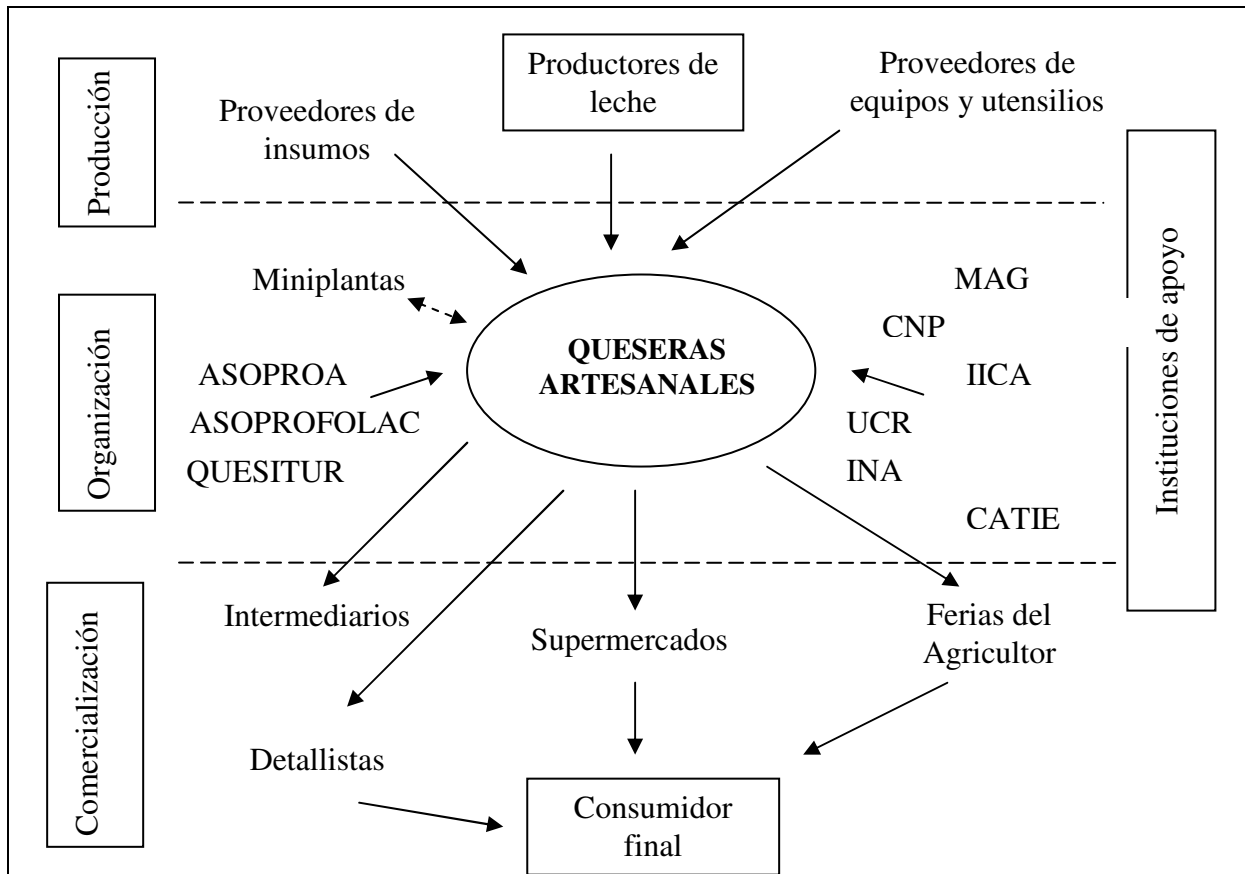 Producción
Proveedores de
insumos
Productores de
leche
Proveedores de
equipos y utensilios
Instituciones de apoyo
Organización
Miniplantas
ASOPROA
ASOPROFOLAC
QUESITUR
QUESERAS
ARTESANALES
MAG
CNP
IICA
UCR
INA
CATIE
Comercialización
Intermediarios
Supermercados
Ferias del
Agricultor
Detallistas
Consumidor
final